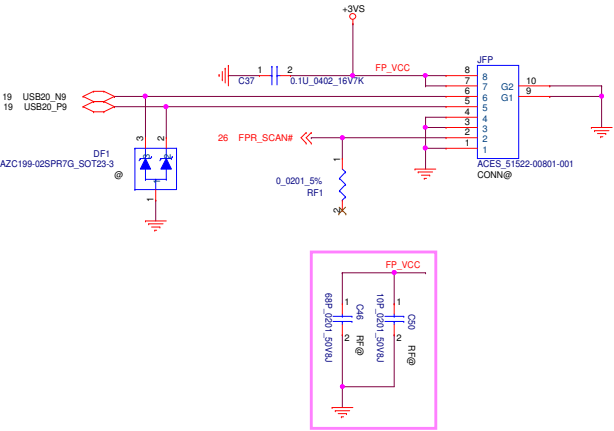 +3VS
JFP
C37 1 2 0.1U_0402_16V7K
FP_VCC
8 8
7 7
G2 10
19 USB20_N9
6 6
G1 9
19 USB20_P9
5 5
4 4
3 3
26 FPR_SCAN#
2 2
1 1
3 2
DF1
AZC199-02SPR7G_SOT23-3
@
1
ACES_51522-00801-001
CONN@
1
0_0201_5%
RF1
2
FP_VCC
1
C46
68P_0201_50V8J
2
RF@
1
C50
10P_0201_50V8J
2
RF@